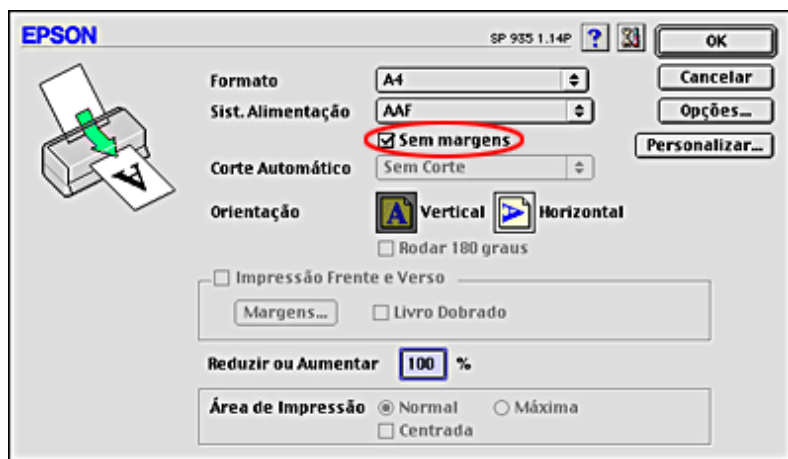 EPSON
SP 935 1.14P ? OK
Formato A4 Cancelar
Sist. Alimentação AAF Opções...
Sem margens
Personalizar...
Corte Automático Sem Corte
Orientação A Vertical A Horizontal
Rodar 180 graus
Impressão Frente e Verso
Margens... Livro Dobrado
Reduzir ou Aumentar 100 %
Área de Impressão Normal Máxima
Centrada
A